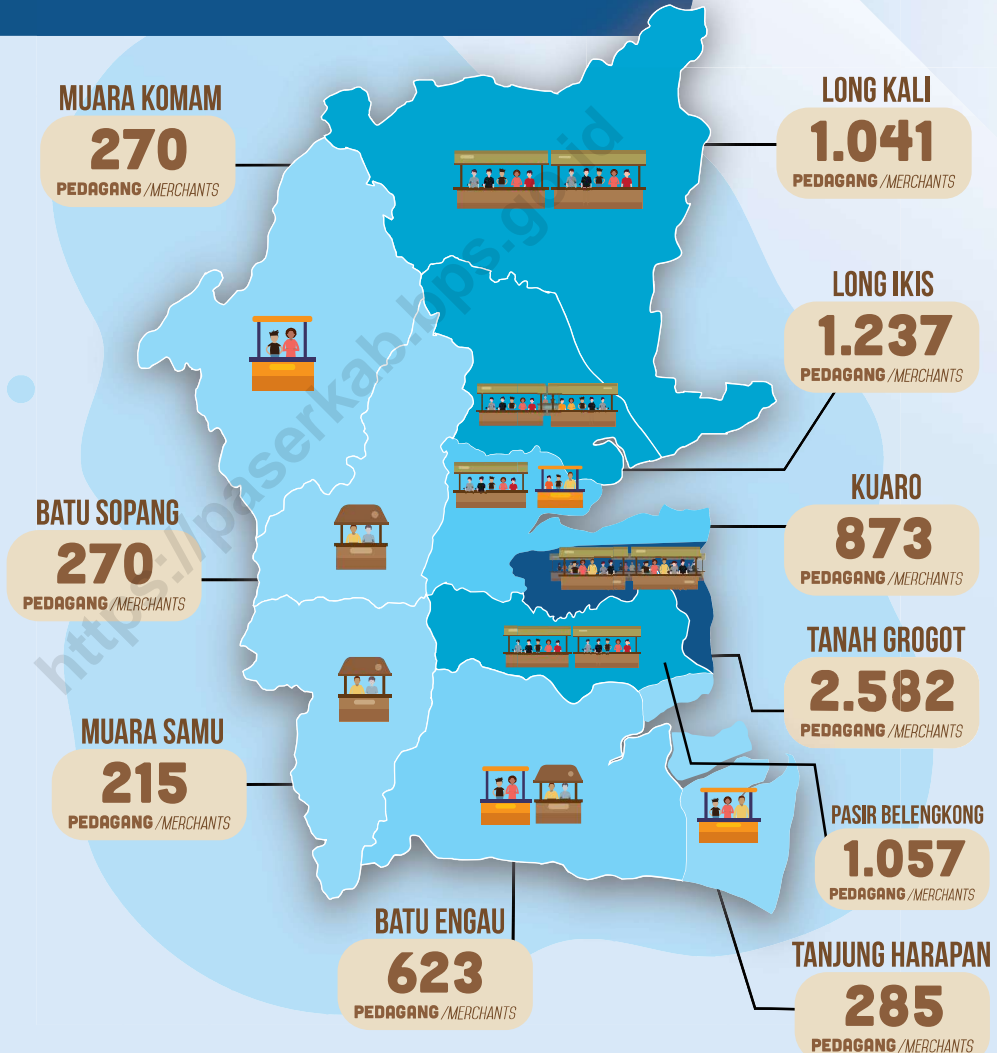 MUARA KOMAM
270
PEDAGANG/MERCHANTS
LONG KALI
1.041
PEDAGANG/MERCHANTS
LONG IKIS
1.237
PEDAGANG/MERCHANTS
BATU SOPANG
270
PEDAGANG/MERCHANTS
KUARO
873
PEDAGANG/MERCHANTS
TANAH GROGOT
2.582
PEDAGANG/MERCHANTS
MUARA SAMU
215
PEDAGANG/MERCHANTS
PASIR BELENGKONG
1.057
PEDAGANG/MERCHANTS
BATU ENGAU
623
PEDAGANG/MERCHANTS
TANJUNG HARAPAN
285
PEDAGANG/MERCHANTS
https://paserkab.bps.go.id